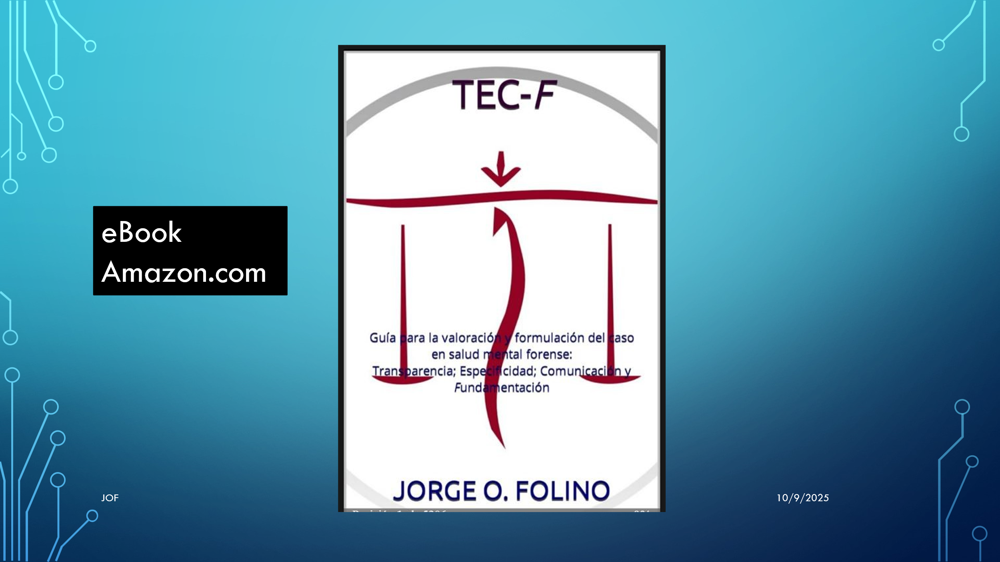 eBook
Amazon.com
TEC-F
Guía para la valoración y formulación del caso
en salud mental forense:
Transparencia; Especificidad; Comunicación y
Fundamentación
JORGE O. FOLINO
JOF
10/9/2025